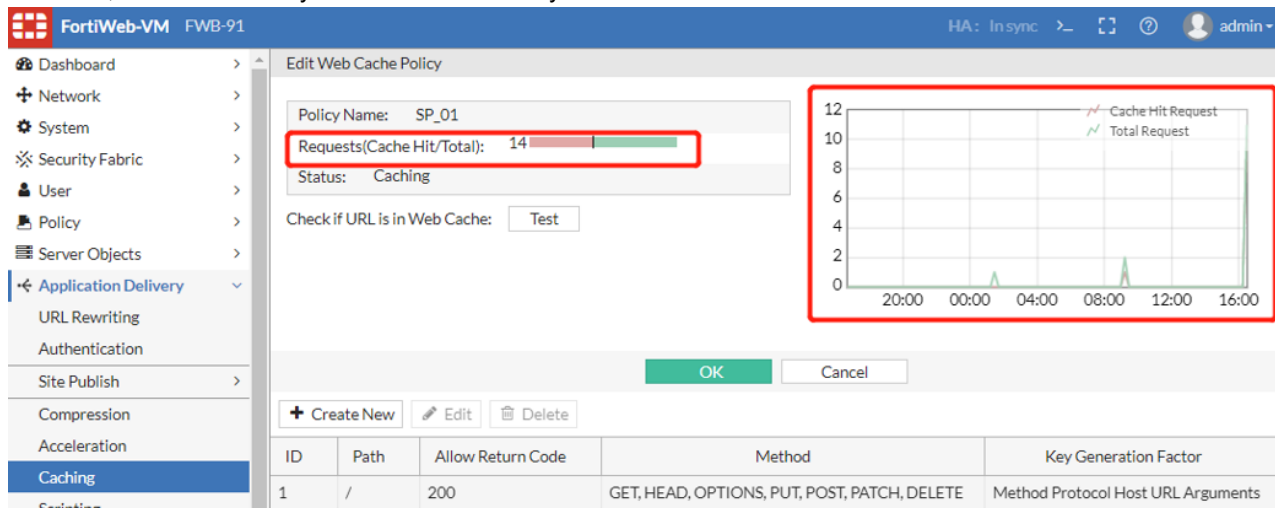 FortiWeb-VM FWB-91 HA: In sync >_ admin
Dashboard
Network
System
Security Fabric
User
Policy
Server Objects
Application Delivery
URL Rewriting
Authentication
Site Publish
Compression
Acceleration
Caching
Scripting
Edit Web Cache Policy
Policy Name: SP_01
Requests(Cache Hit/Total): 14
Status: Caching
Check if URL is in Web Cache: Test
Cache Hit Request
Total Request
12
10
8
6
4
2
0
20:00 00:00 04:00 08:00 12:00 16:00
OK Cancel
Create New Edit Delete
ID Path Allow Return Code Method Key Generation Factor
1 / 200 GET, HEAD, OPTIONS, PUT, POST, PATCH, DELETE Method Protocol Host URL Arguments